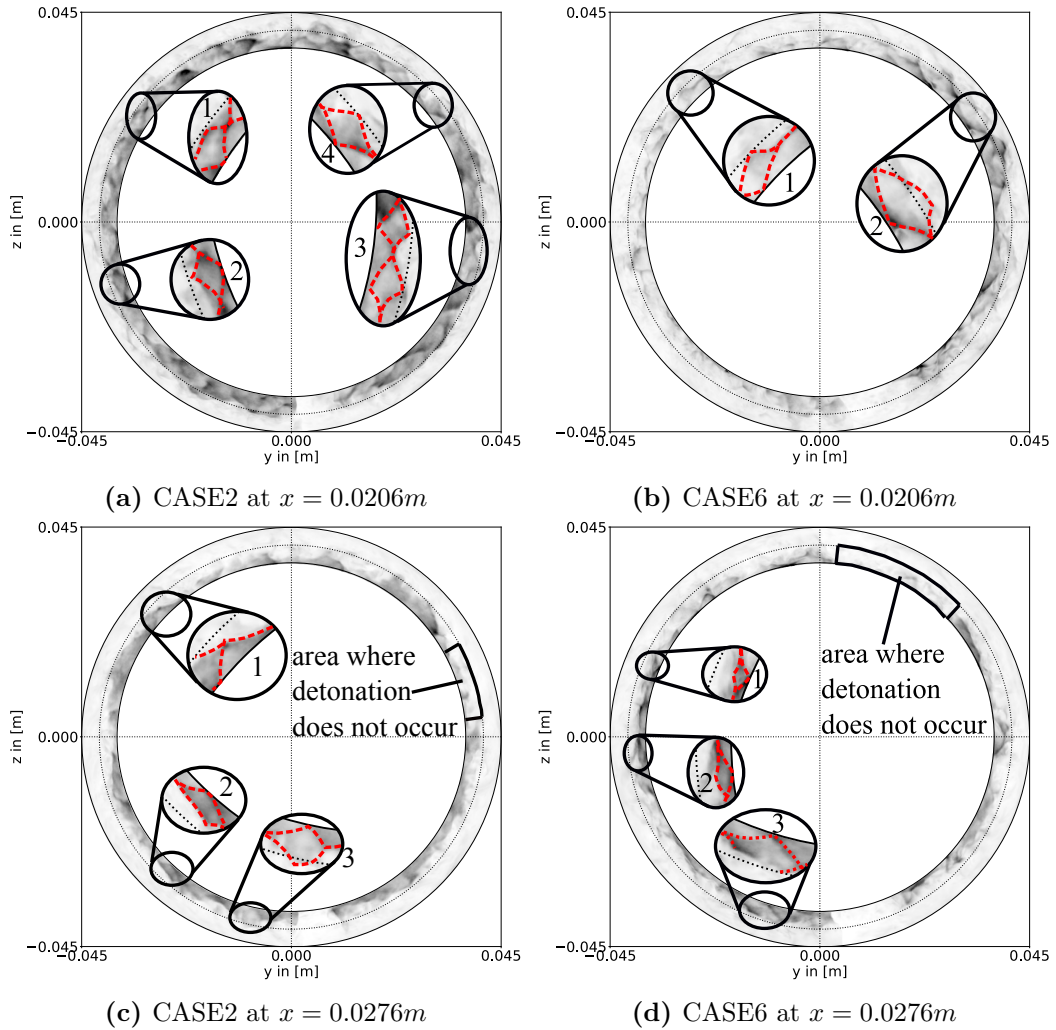 0.045
z in [m]
0.000
−0.045
−0.045
0.000
0.045
y in [m]
1
4
3
2
(a) CASE2 at x = 0.0206m
0.045
z in [m]
0.000
−0.045
−0.045
0.000
0.045
y in [m]
1
2
(b) CASE6 at x = 0.0206m
0.045
z in [m]
0.000
−0.045
−0.045
0.000
0.045
y in [m]
1
area where
detonation
does not occur
2
3
(c) CASE2 at x = 0.0276m
0.045
z in [m]
0.000
−0.045
−0.045
0.000
0.045
y in [m]
area where
detonation
does not occur
1
2
3
(d) CASE6 at x = 0.0276m